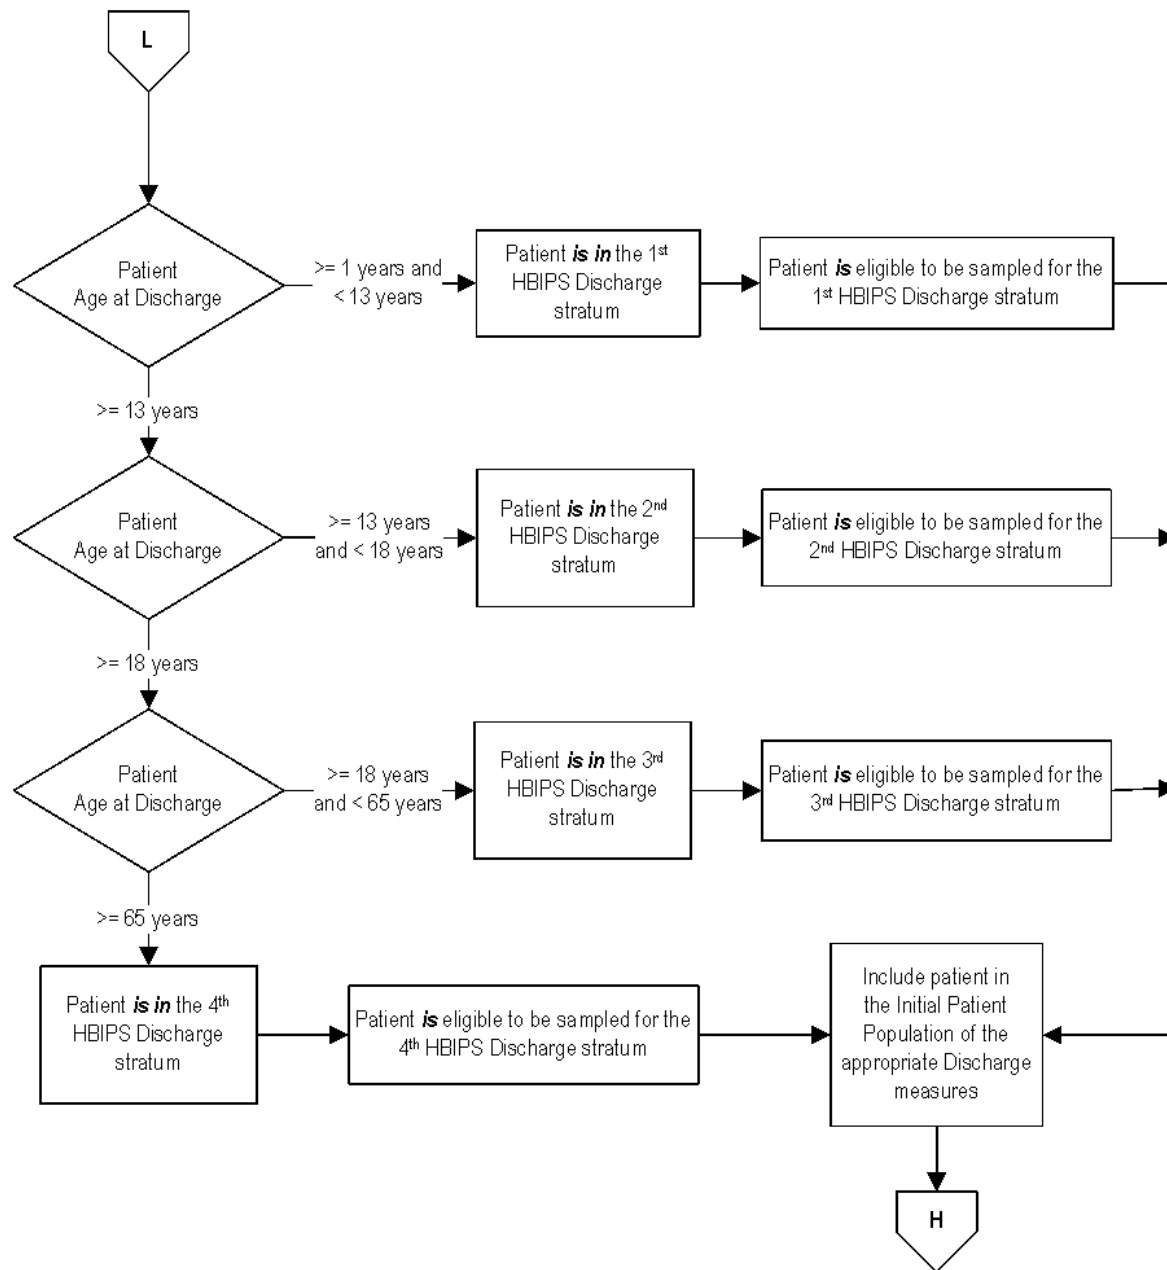 L
Patient
Age at Discharge
>= 1 years and
< 13 years
Patient is in the 1st
HBIPS Discharge
stratum
Patient is eligible to be sampled for the
1st HBIPS Discharge stratum
>= 13 years
Patient
Age at Discharge
>= 13 years
and < 18 years
Patient is in the 2nd
HBIPS Discharge
stratum
Patient is eligible to be sampled for the
2nd HBIPS Discharge stratum
>= 18 years
Patient
Age at Discharge
>= 18 years
and < 65 years
Patient is in the 3rd
HBIPS Discharge
stratum
Patient is eligible to be sampled for the
3rd HBIPS Discharge stratum
>= 65 years
Patient is in the 4th
HBIPS Discharge
stratum
Patient is eligible to be sampled for the
4th HBIPS Discharge stratum
Include patient in
the Initial Patient
Population of the
appropriate Discharge
measures
H